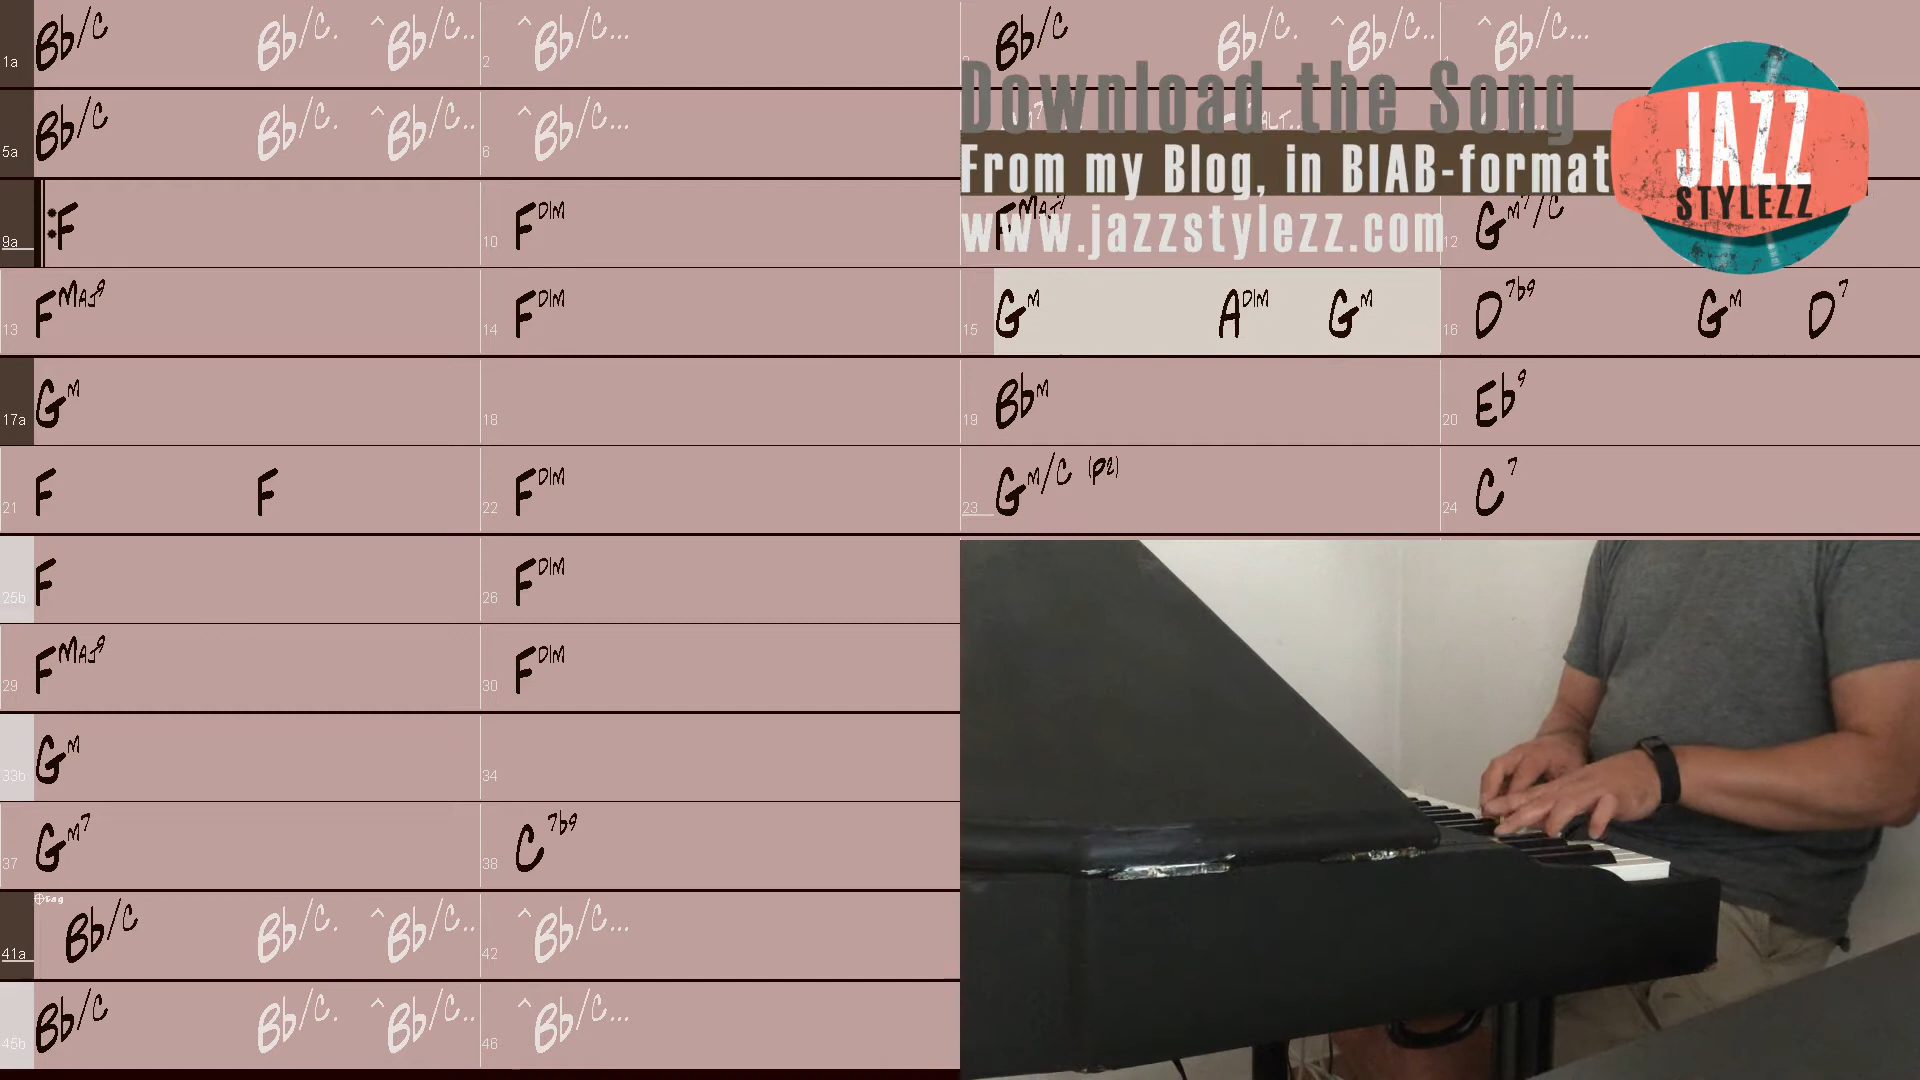 1a Bb/C Bb/C. ^Bb/C.. 2 ^Bb/C... Bb/C Bb/C. ^Bb/C.. ^Bb/C...
Download the Song
5a Bb/C Bb/C. ^Bb/C.. 6 ^Bb/C...
From my Blog, in BIAB-format
JAZZ
STYLEZZ
9a F 10 FDIM FMAJ7 12 GM7/C
www.jazzstylezz.com
13 FMAJ9 14 FDIM 15 GM ADIM GM 16 D7b9 GM D7
17a GM 18 19 BbM 20 Eb9
21 F F 22 FDIM 23 GM/C (P2) 24 C7
25b F 26 FDIM
29 FMAJ9 30 FDIM
33b GM 34
37 GM7 38 C7b9
tag
41a Bb/C Bb/C. ^Bb/C.. 42 ^Bb/C...
45b Bb/C Bb/C. ^Bb/C.. 46 ^Bb/C...